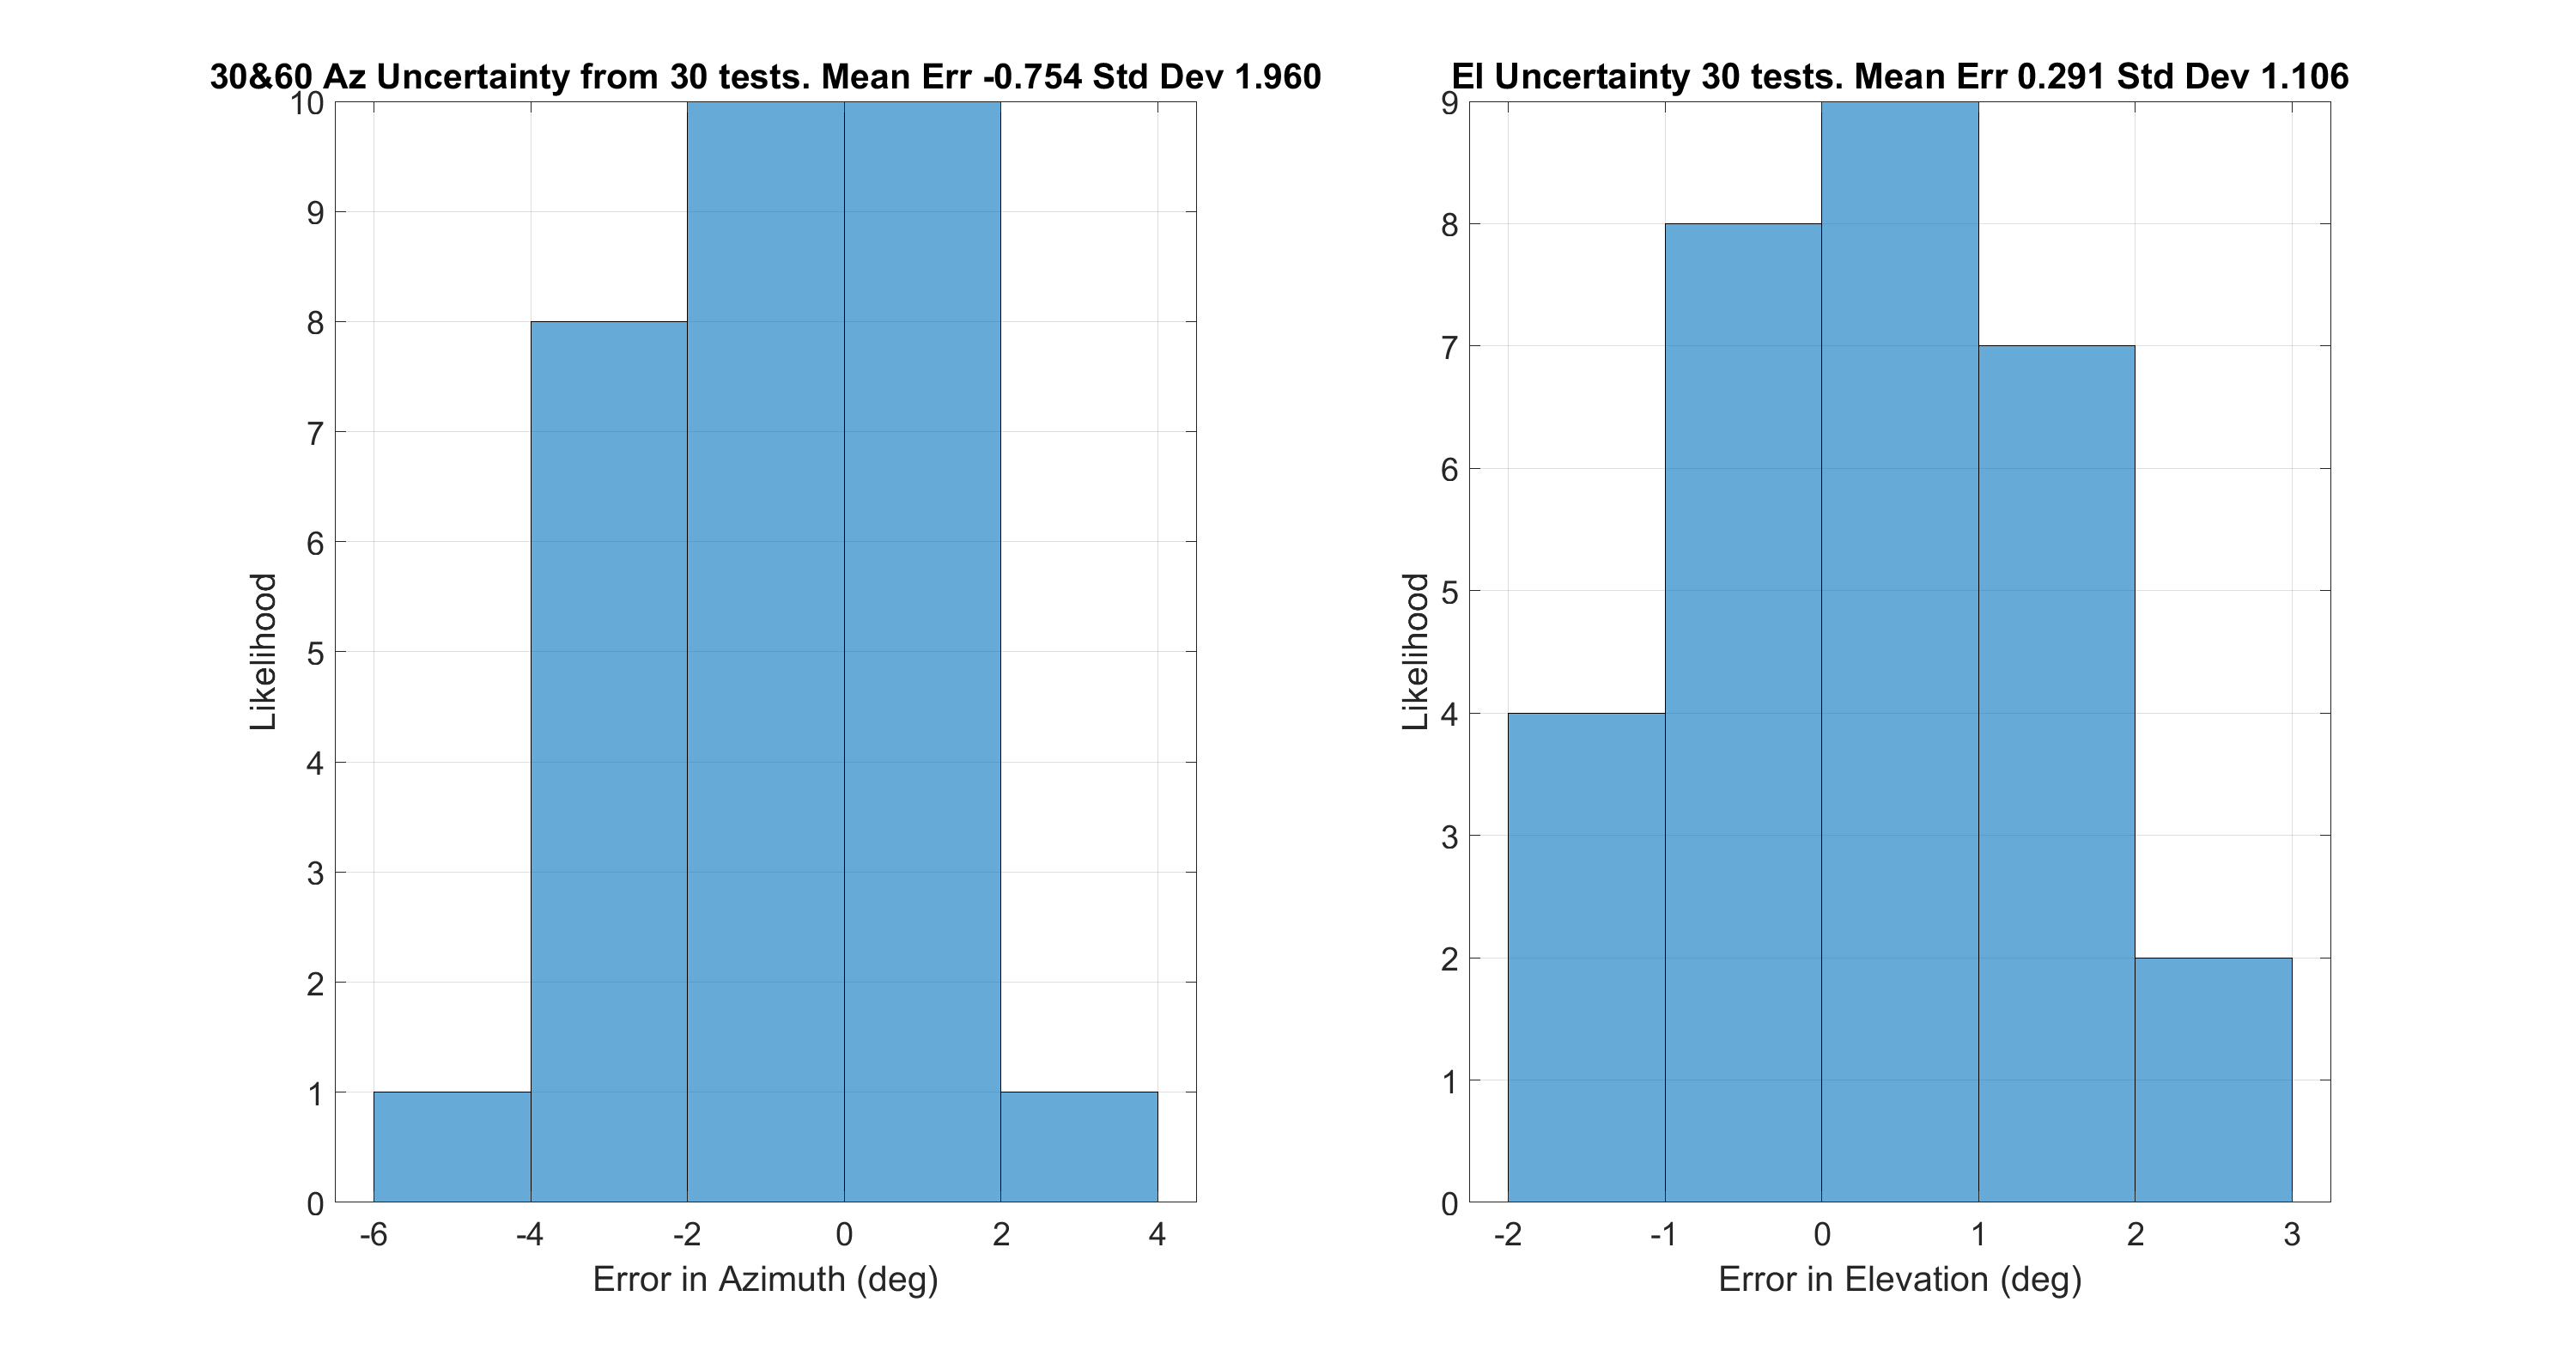 30&60 Az Uncertainty from 30 tests. Mean Err -0.754 Std Dev 1.960
10
9
8
7
6
5
4
3
2
1
0
Likelihood
-6 -4 -2 0 2 4
Error in Azimuth (deg)
El Uncertainty 30 tests. Mean Err 0.291 Std Dev 1.106
9
8
7
6
5
4
3
2
1
0
Likelihood
-2 -1 0 1 2 3
Error in Elevation (deg)